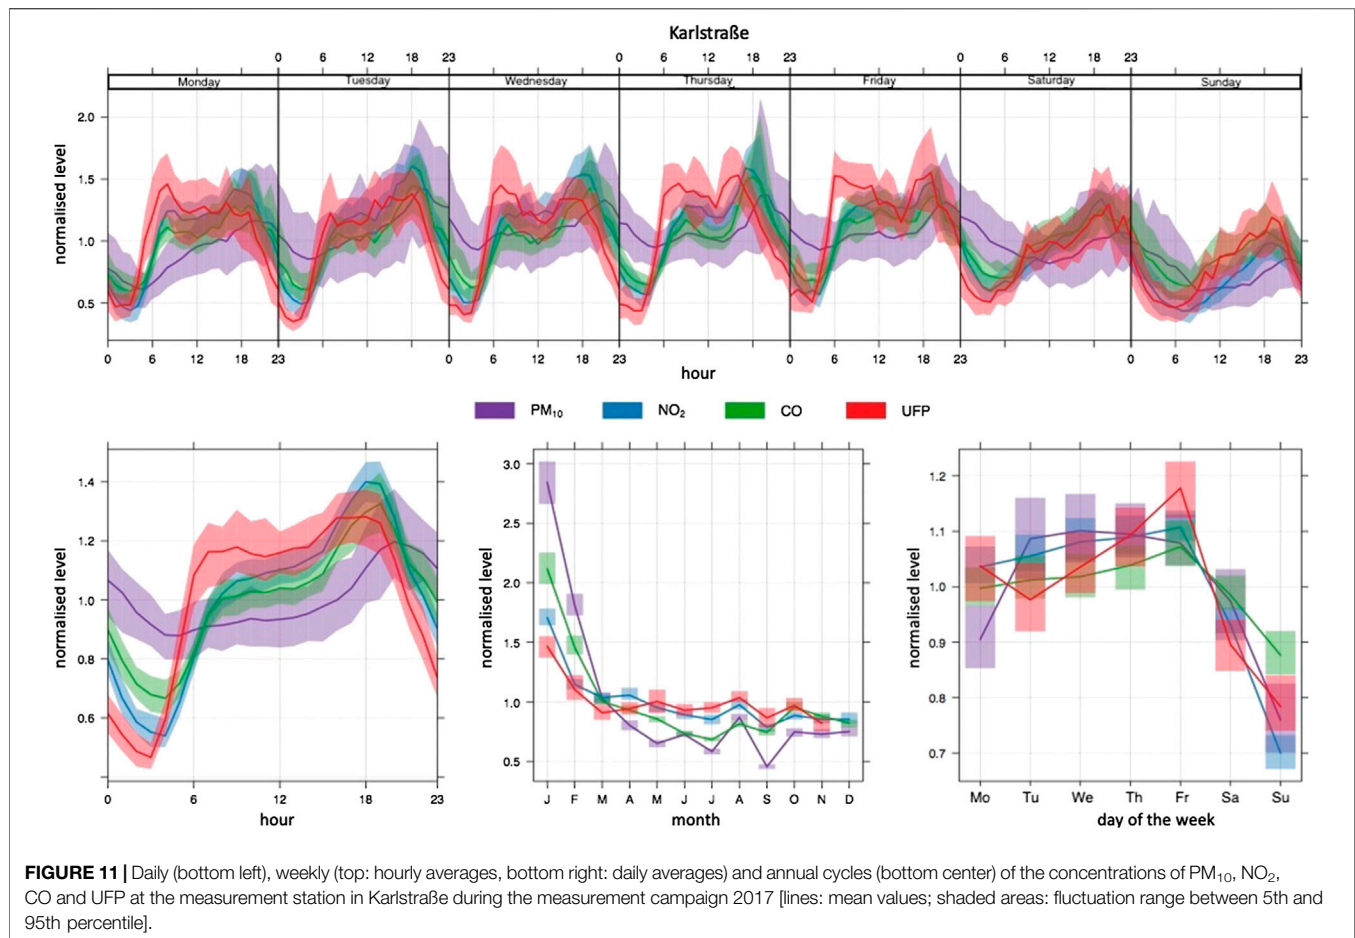 Karlstraße
0 6 12 18 23 0 6 12 18 23 0 6 12 18 23
Monday Tuesday Wednesday Thursday Friday Saturday Sunday
2.0
1.5
1.0
0.5
normalised level
0 6 12 18 23 0 6 12 18 23 0 6 12 18 23 0 6 12 18 23
hour
PM₁₀ NO₂ CO UFP
1.4
1.2
1.0
0.8
0.6
normalised level
0 6 12 18 23
hour
3.0
2.5
2.0
1.5
1.0
0.5
normalised level
J F M A M J J A S O N D
month
1.2
1.1
1.0
0.9
0.8
0.7
normalised level
Mo Tu We Th Fr Sa Su
day of the week
FIGURE 11 | Daily (bottom left), weekly (top: hourly averages, bottom right: daily averages) and annual cycles (bottom center) of the concentrations of PM₁₀, NO₂,
CO and UFP at the measurement station in Karlstraße during the measurement campaign 2017 [lines: mean values; shaded areas: fluctuation range between 5th and
95th percentile].